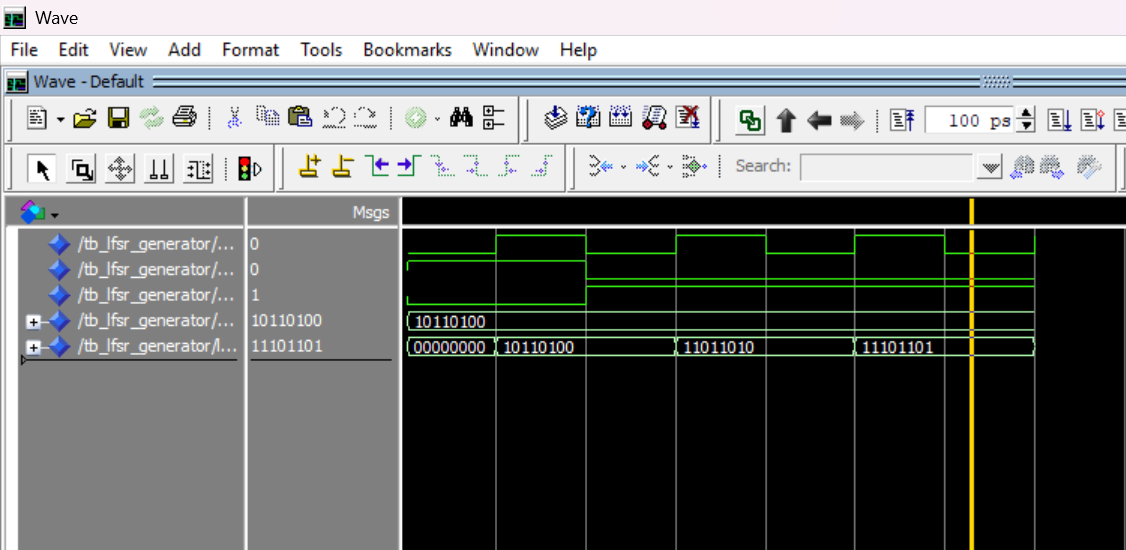 Wave
File Edit View Add Format Tools Bookmarks Window Help
Wave - Default
100 ps
Search:
Msgs
/tb_lfsr_generator/... 0
/tb_lfsr_generator/... 0
/tb_lfsr_generator/... 1
/tb_lfsr_generator/... 10110100 10110100
/tb_lfsr_generator/l... 11101101 00000000 10110100 11011010 11101101